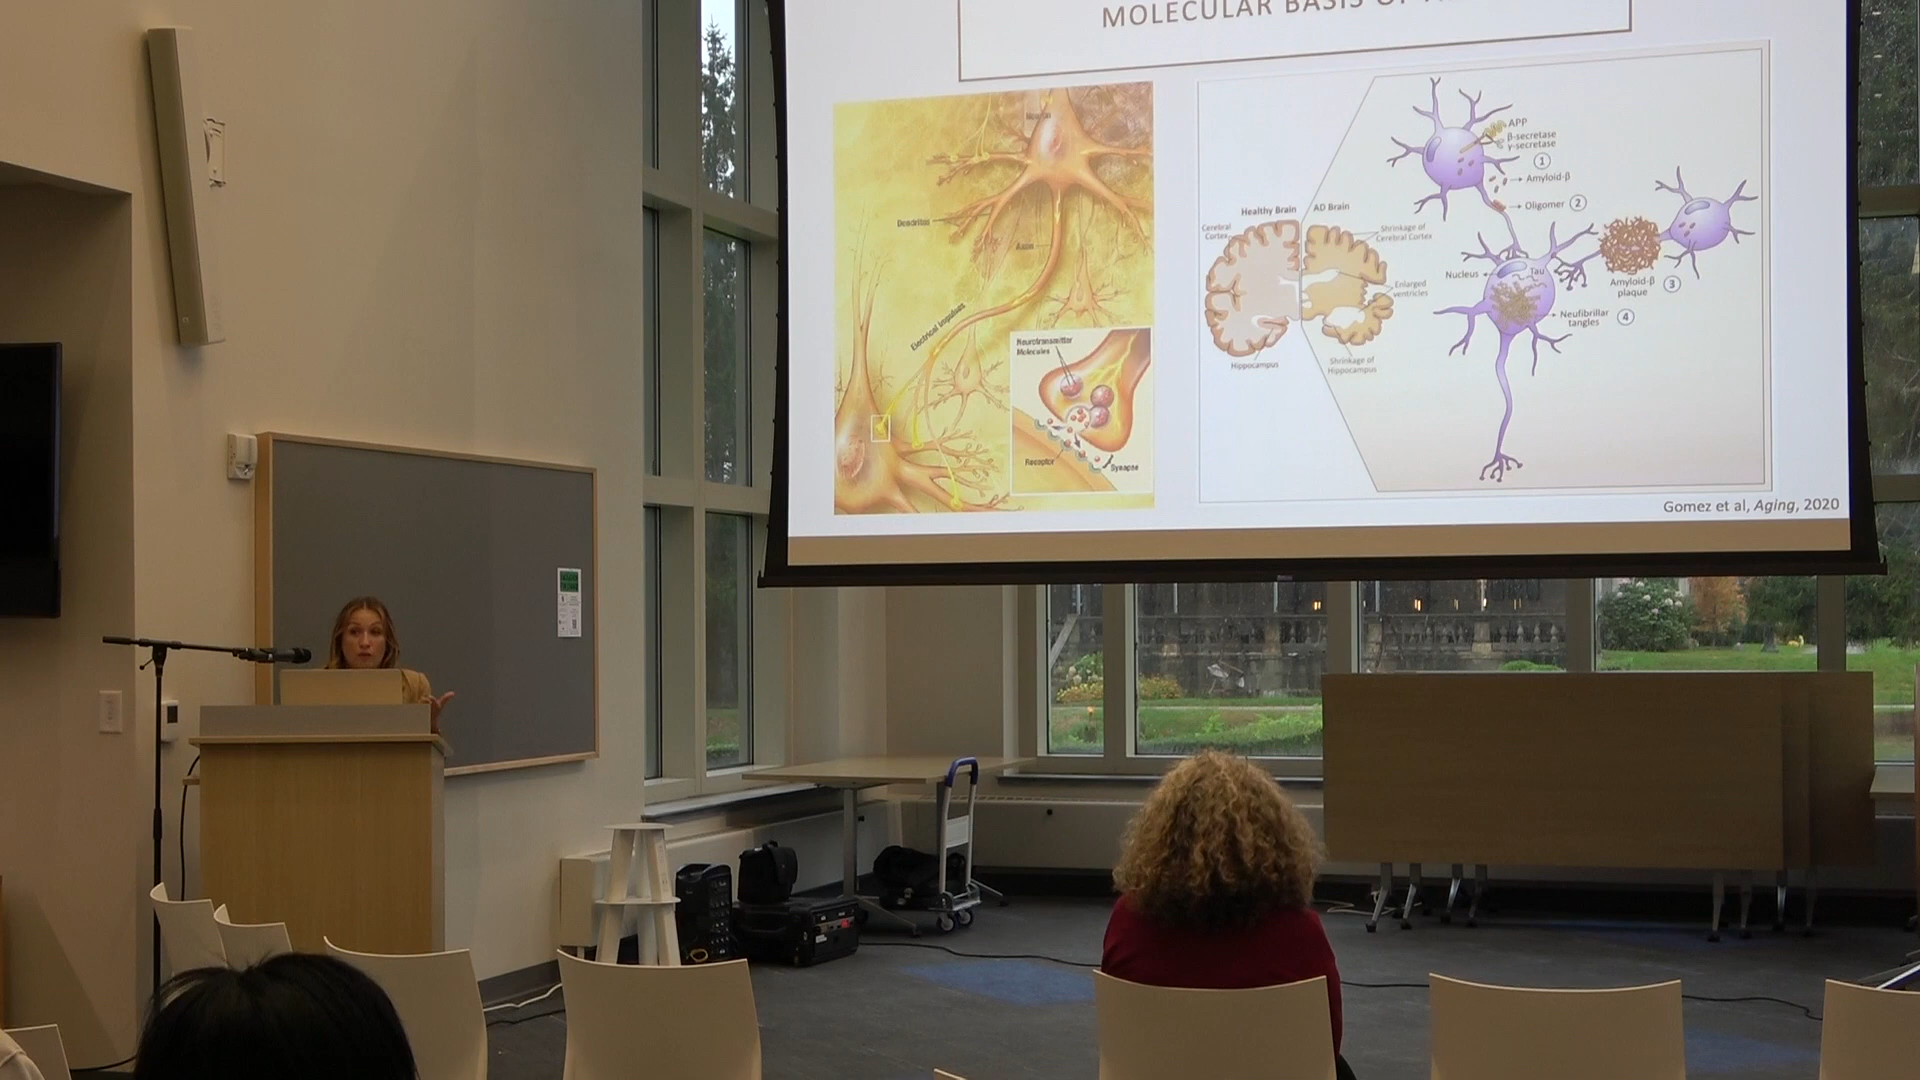 MOLECULAR BASIS OF
Neuron
Dendrites
Axon
Electrical Impulses
Neurotransmitter
Molecules
Receptor
Synapse
Healthy Brain
AD Brain
Cerebral
Cortex
Shrinkage of
Cerebral Cortex
Enlarged
ventricles
Hippocampus
Shrinkage of
Hippocampus
APP
β-secretase
γ-secretase
1
Amyloid-β
Oligomer 2
Nucleus
Tau
Amyloid-β
plaque
3
Neufibrillar
tangles
4
Gomez et al, Aging, 2020